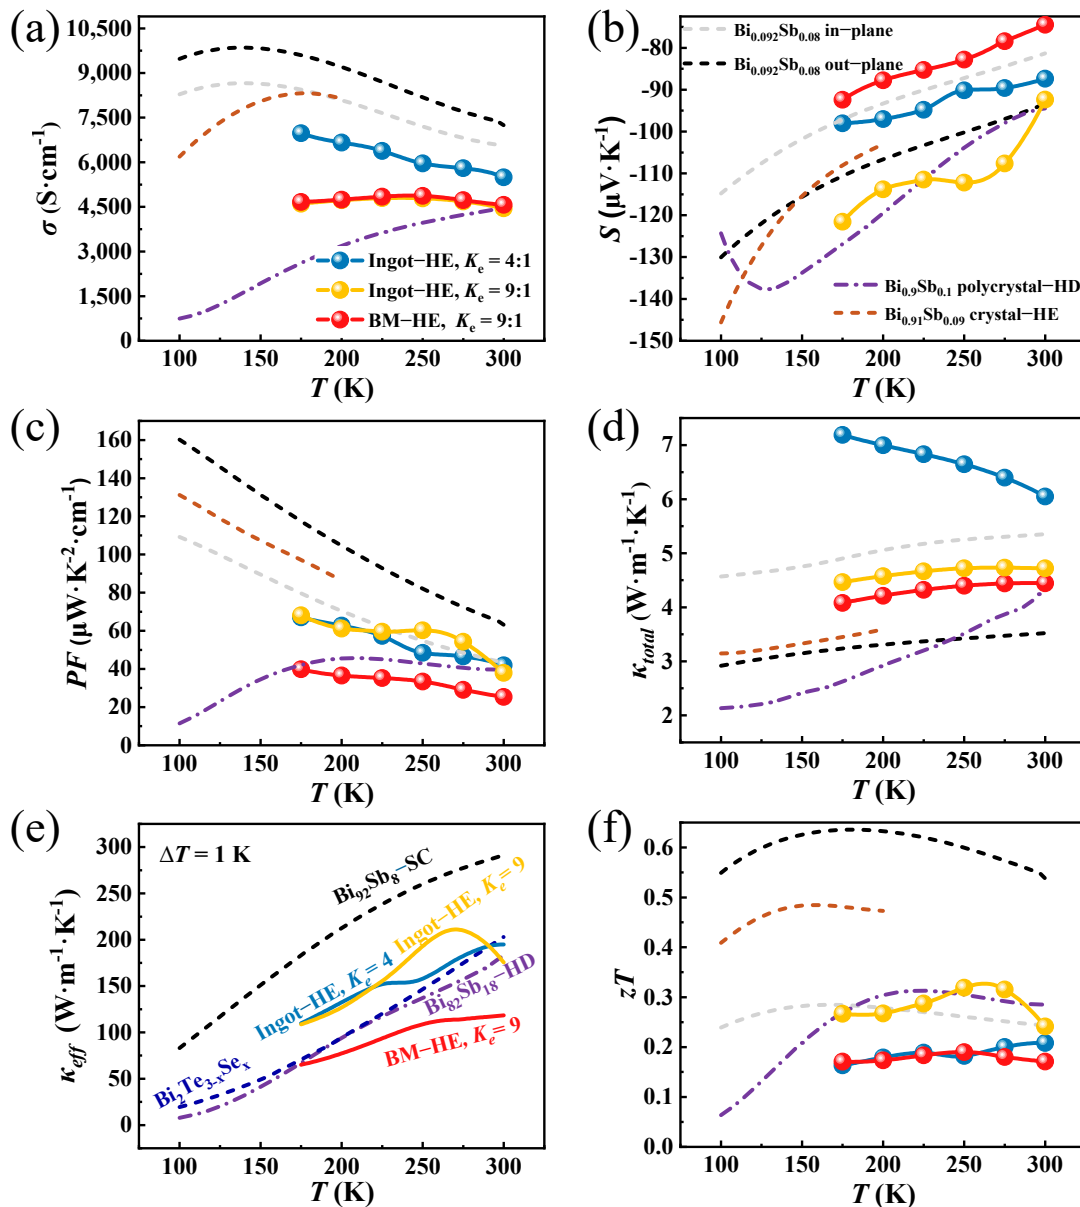 (a)
10,500
9,000
7,500
6,000
4,500
3,000
1,500
0
σ (S·cm⁻¹)
Ingot−HE, Kₑ = 4:1
Ingot−HE, Kₑ = 9:1
BM−HE, Kₑ = 9:1
100 150 200 250 300
T (K)
(b)
-80
-90
-100
-110
-120
-130
-140
-150
S (μV·K⁻¹)
Bi₀.₀₉₂Sb₀.₀₈ in−plane
Bi₀.₀₉₂Sb₀.₀₈ out−plane
Bi₀.₉Sb₀.₁ polycrystal−HD
Bi₀.₉₁Sb₀.₀₉ crystal−HE
100 150 200 250 300
T (K)
(c)
160
140
120
100
80
60
40
20
0
PF (μW·K⁻²·cm⁻¹)
100 150 200 250 300
T (K)
(d)
7
6
5
4
3
2
κ_total (W·m⁻¹·K⁻¹)
100 150 200 250 300
T (K)
(e)
300
250
200
150
100
50
0
κ_eff (W·m⁻¹·K⁻¹)
ΔT = 1 K
Bi₉₂Sb₈−SC
Ingot−HE, Kₑ = 9
Ingot−HE, Kₑ = 4
Bi₈₂Sb₁₈−HD
BM−HE, Kₑ = 9
Bi₂Te₃₋ₓSeₓ
100 150 200 250 300
T (K)
(f)
0.6
0.5
0.4
0.3
0.2
0.1
0.0
zT
100 150 200 250 300
T (K)